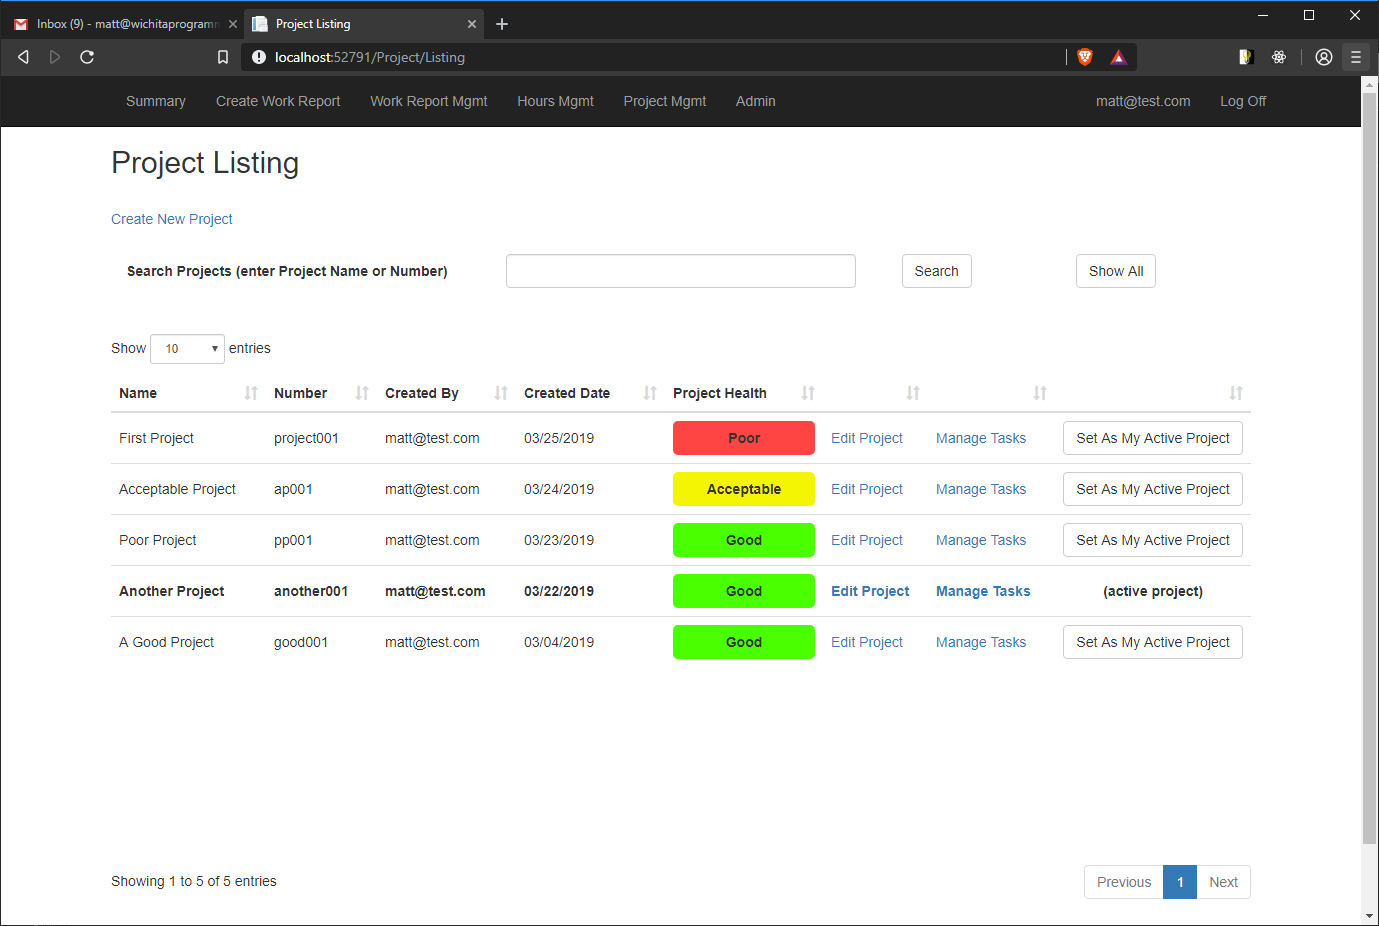 Inbox (9) - matt@wichitaprogramm
Project Listing
localhost:52791/Project/Listing
Summary Create Work Report Work Report Mgmt Hours Mgmt Project Mgmt Admin matt@test.com Log Off
Project Listing
Create New Project
Search Projects (enter Project Name or Number) Search Show All
Show 10 entries
Name Number Created By Created Date Project Health
First Project project001 matt@test.com 03/25/2019 Poor Edit Project Manage Tasks Set As My Active Project
Acceptable Project ap001 matt@test.com 03/24/2019 Acceptable Edit Project Manage Tasks Set As My Active Project
Poor Project pp001 matt@test.com 03/23/2019 Good Edit Project Manage Tasks Set As My Active Project
Another Project another001 matt@test.com 03/22/2019 Good Edit Project Manage Tasks (active project)
A Good Project good001 matt@test.com 03/04/2019 Good Edit Project Manage Tasks Set As My Active Project
Showing 1 to 5 of 5 entries Previous 1 Next